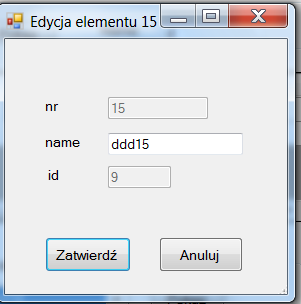 Edycja elementu 15
nr 15
name ddd15
id 9
Zatwierdź Anuluj